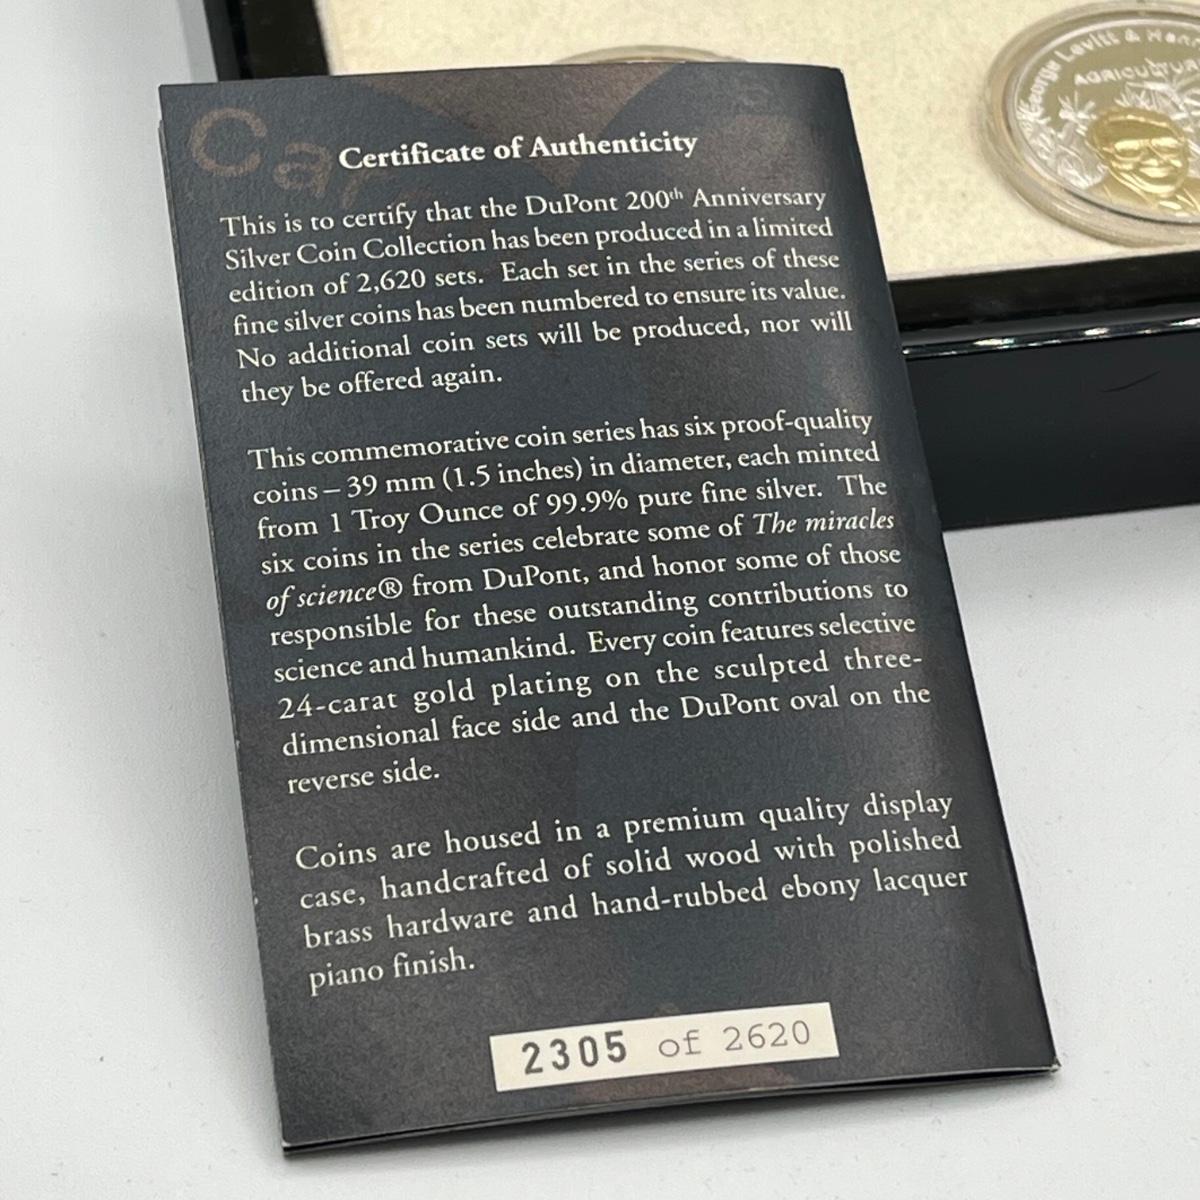 George Levitt &
AGRICULTURE
Certificate of Authenticity
This is to certify that the DuPont 200th Anniversary
Silver Coin Collection has been produced in a limited
edition of 2,620 sets. Each set in the series of these
fine silver coins has been numbered to ensure its value.
No additional coin sets will be produced, nor will
they be offered again.
This commemorative coin series has six proof-quality
coins – 39 mm (1.5 inches) in diameter, each minted
from 1 Troy Ounce of 99.9% pure fine silver. The
six coins in the series celebrate some of The miracles
of science® from DuPont, and honor some of those
responsible for these outstanding contributions to
science and humankind. Every coin features selective
24-carat gold plating on the sculpted three-
dimensional face side and the DuPont oval on the
reverse side.
Coins are housed in a premium quality display
case, handcrafted of solid wood with polished
brass hardware and hand-rubbed ebony lacquer
piano finish.
2305 of 2620